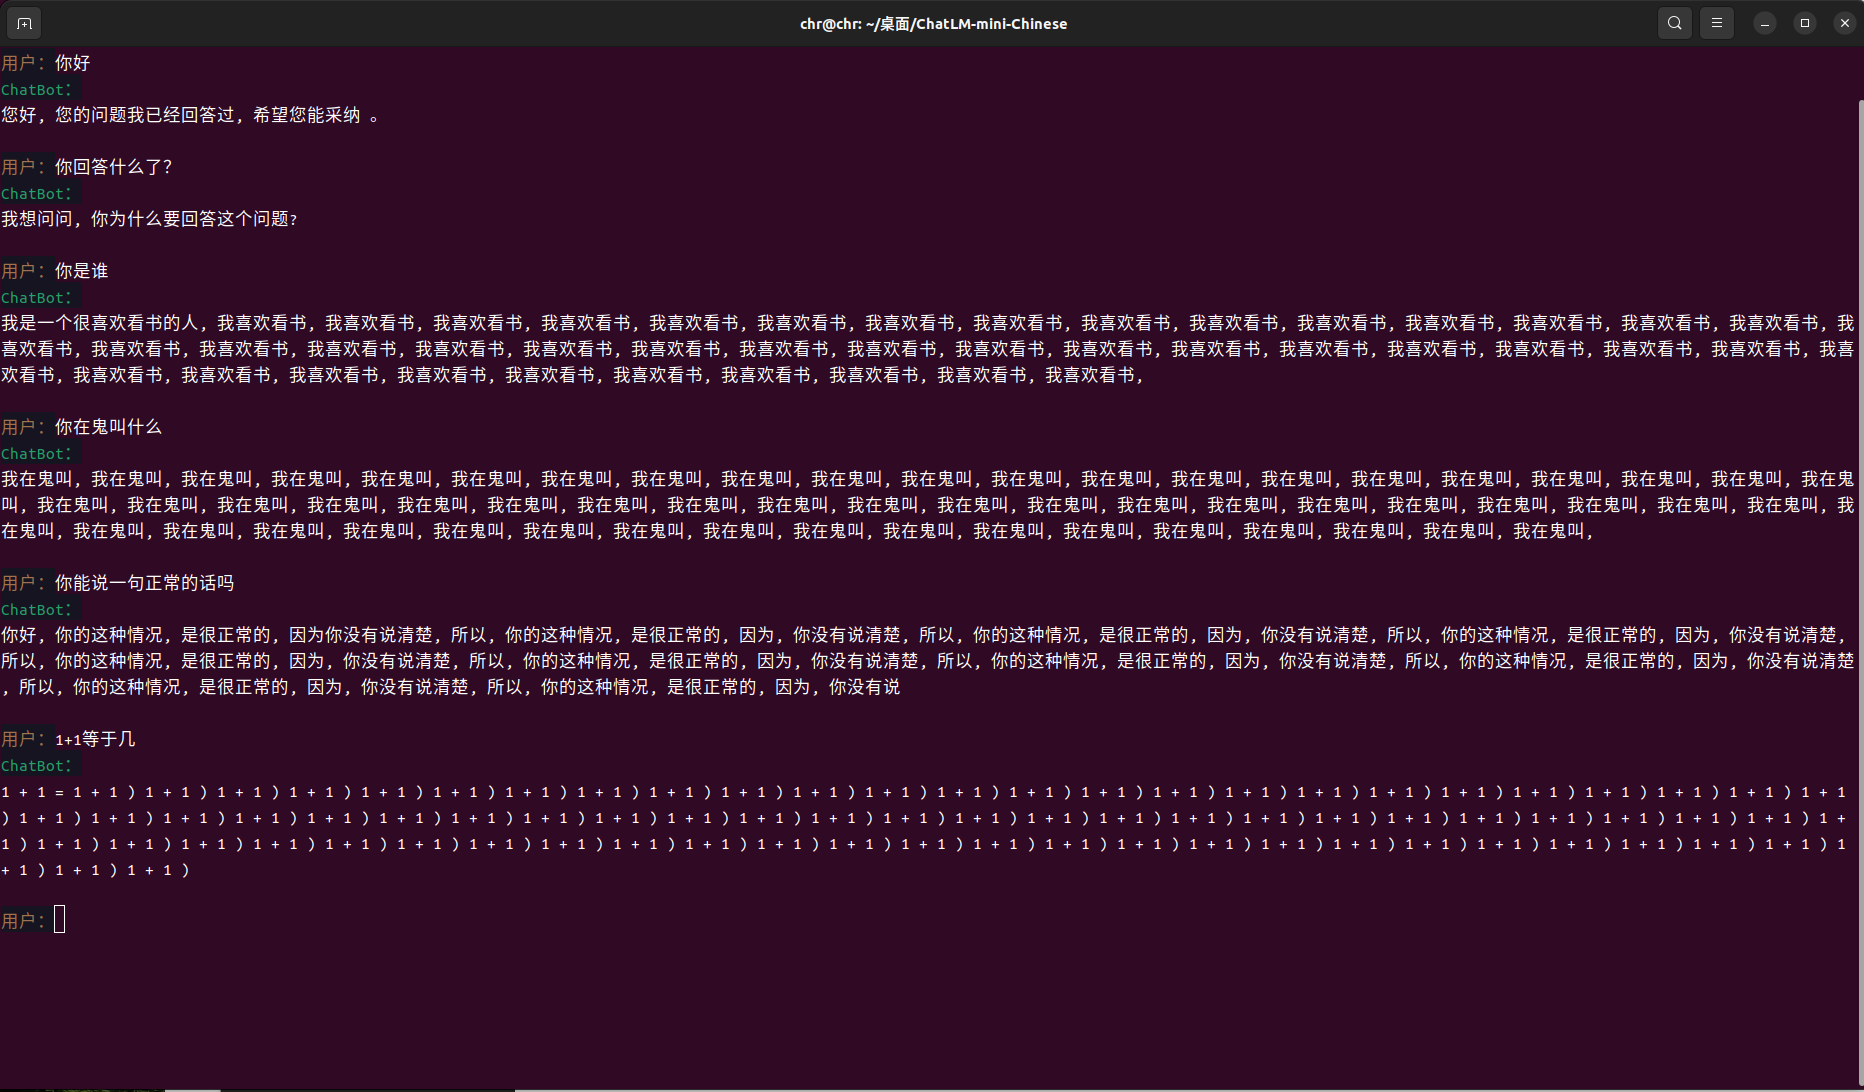 chr@chr: ~/桌面/ChatLM-mini-Chinese
用户：你好
ChatBot：
您好，您的问题我已经回答过，希望您能采纳 。
用户：你回答什么了？
ChatBot：
我想问问，你为什么要回答这个问题?
用户：你是谁
ChatBot：
我是一个很喜欢看书的人，我喜欢看书，我喜欢看书，我喜欢看书，我喜欢看书，我喜欢看书，我喜欢看书，我喜欢看书，我喜欢看书，我喜欢看书，我喜欢看书，我喜欢看书，我喜欢看书，我喜欢看书，我喜欢看书，我喜欢看书，我
喜欢看书，我喜欢看书，我喜欢看书，我喜欢看书，我喜欢看书，我喜欢看书，我喜欢看书，我喜欢看书，我喜欢看书，我喜欢看书，我喜欢看书，我喜欢看书，我喜欢看书，我喜欢看书，我喜欢看书，我喜欢看书，我喜欢看书，我喜
欢看书，我喜欢看书，我喜欢看书，我喜欢看书，我喜欢看书，我喜欢看书，我喜欢看书，我喜欢看书，我喜欢看书，我喜欢看书，我喜欢看书，
用户：你在鬼叫什么
ChatBot：
我在鬼叫，我在鬼叫，我在鬼叫，我在鬼叫，我在鬼叫，我在鬼叫，我在鬼叫，我在鬼叫，我在鬼叫，我在鬼叫，我在鬼叫，我在鬼叫，我在鬼叫，我在鬼叫，我在鬼叫，我在鬼叫，我在鬼叫，我在鬼叫，我在鬼叫，我在鬼叫，我在鬼
叫，我在鬼叫，我在鬼叫，我在鬼叫，我在鬼叫，我在鬼叫，我在鬼叫，我在鬼叫，我在鬼叫，我在鬼叫，我在鬼叫，我在鬼叫，我在鬼叫，我在鬼叫，我在鬼叫，我在鬼叫，我在鬼叫，我在鬼叫，我在鬼叫，我在鬼叫，我在鬼叫，我
在鬼叫，我在鬼叫，我在鬼叫，我在鬼叫，我在鬼叫，我在鬼叫，我在鬼叫，我在鬼叫，我在鬼叫，我在鬼叫，我在鬼叫，我在鬼叫，我在鬼叫，我在鬼叫，我在鬼叫，我在鬼叫，我在鬼叫，我在鬼叫，
用户：你能说一句正常的话吗
ChatBot：
你好，你的这种情况，是很正常的，因为你没有说清楚，所以，你的这种情况，是很正常的，因为，你没有说清楚，所以，你的这种情况，是很正常的，因为，你没有说清楚，所以，你的这种情况，是很正常的，因为，你没有说清楚，
所以，你的这种情况，是很正常的，因为，你没有说清楚，所以，你的这种情况，是很正常的，因为，你没有说清楚，所以，你的这种情况，是很正常的，因为，你没有说清楚，所以，你的这种情况，是很正常的，因为，你没有说清楚
，所以，你的这种情况，是很正常的，因为，你没有说清楚，所以，你的这种情况，是很正常的，因为，你没有说
用户：1+1等于几
ChatBot：
1 + 1 = 1 + 1 ) 1 + 1 ) 1 + 1 ) 1 + 1 ) 1 + 1 ) 1 + 1 ) 1 + 1 ) 1 + 1 ) 1 + 1 ) 1 + 1 ) 1 + 1 ) 1 + 1 ) 1 + 1 ) 1 + 1 ) 1 + 1 ) 1 + 1 ) 1 + 1 ) 1 + 1 ) 1 + 1 ) 1 + 1 ) 1 + 1 ) 1 + 1 ) 1 + 1 ) 1 + 1 ) 1 + 1
) 1 + 1 ) 1 + 1 ) 1 + 1 ) 1 + 1 ) 1 + 1 ) 1 + 1 ) 1 + 1 ) 1 + 1 ) 1 + 1 ) 1 + 1 ) 1 + 1 ) 1 + 1 ) 1 + 1 ) 1 + 1 ) 1 + 1 ) 1 + 1 ) 1 + 1 ) 1 + 1 ) 1 + 1 ) 1 + 1 ) 1 + 1 ) 1 + 1 ) 1 + 1 ) 1 + 1 ) 1 + 1 ) 1 +
1 ) 1 + 1 ) 1 + 1 ) 1 + 1 ) 1 + 1 ) 1 + 1 ) 1 + 1 ) 1 + 1 ) 1 + 1 ) 1 + 1 ) 1 + 1 ) 1 + 1 ) 1 + 1 ) 1 + 1 ) 1 + 1 ) 1 + 1 ) 1 + 1 ) 1 + 1 ) 1 + 1 ) 1 + 1 ) 1 + 1 ) 1 + 1 ) 1 + 1 ) 1 + 1 ) 1 + 1 ) 1 + 1 ) 1
+ 1 ) 1 + 1 ) 1 + 1 )
用户：